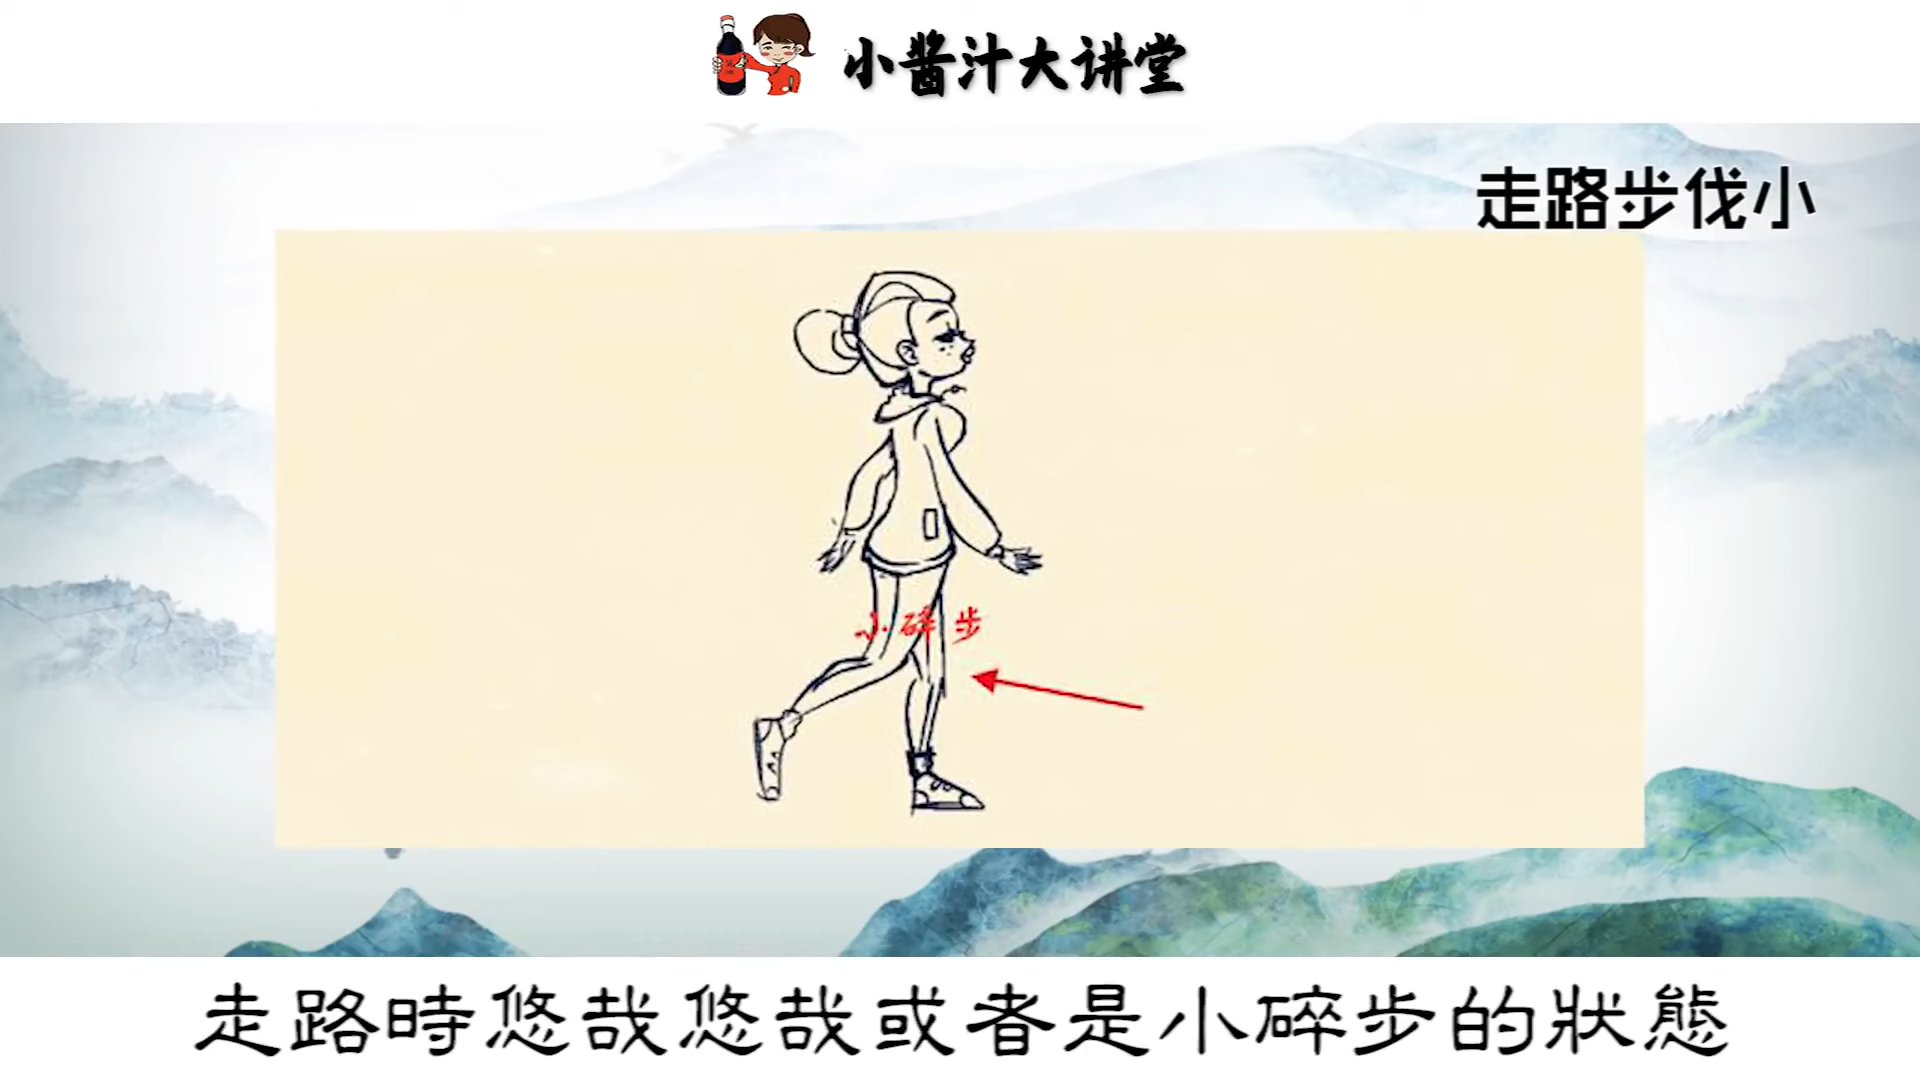 小酱汁大讲堂
走路步伐小
小碎步
走路時悠哉悠哉或者是小碎步的狀態